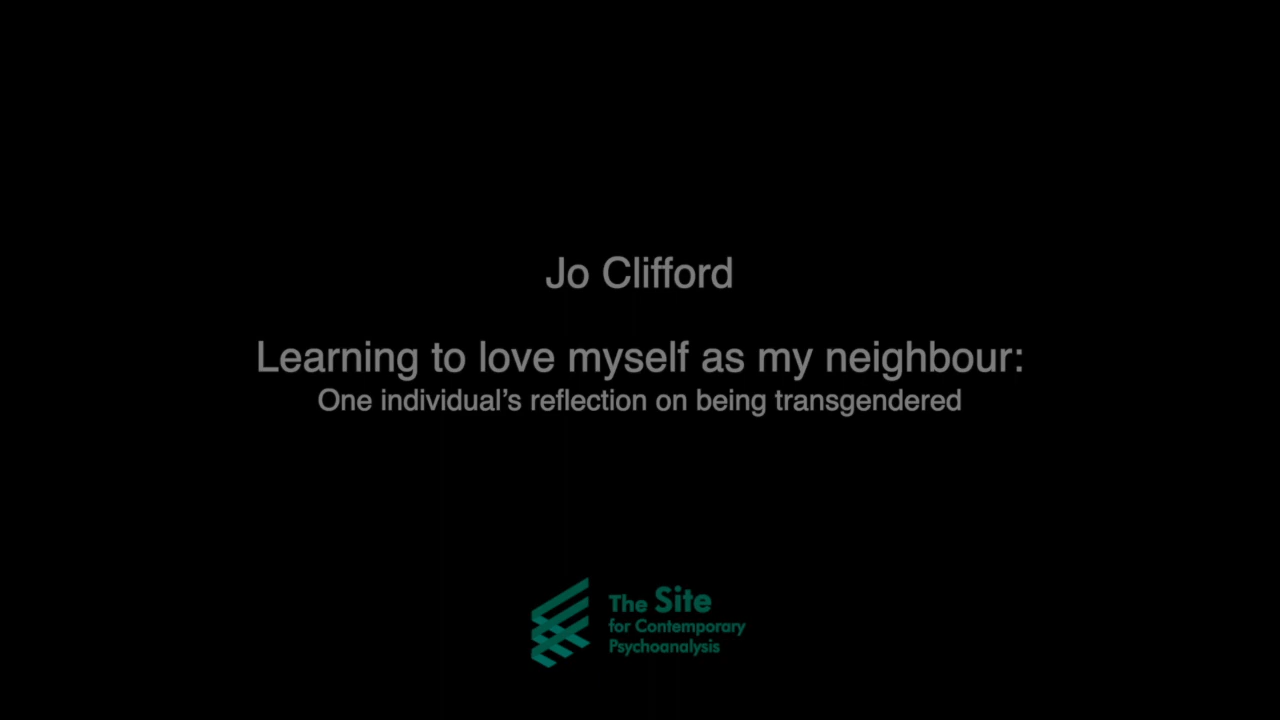 Jo Clifford
Learning to love myself as my neighbour:
One individual’s reflection on being transgendered
The Site
for Contemporary
Psychoanalysis